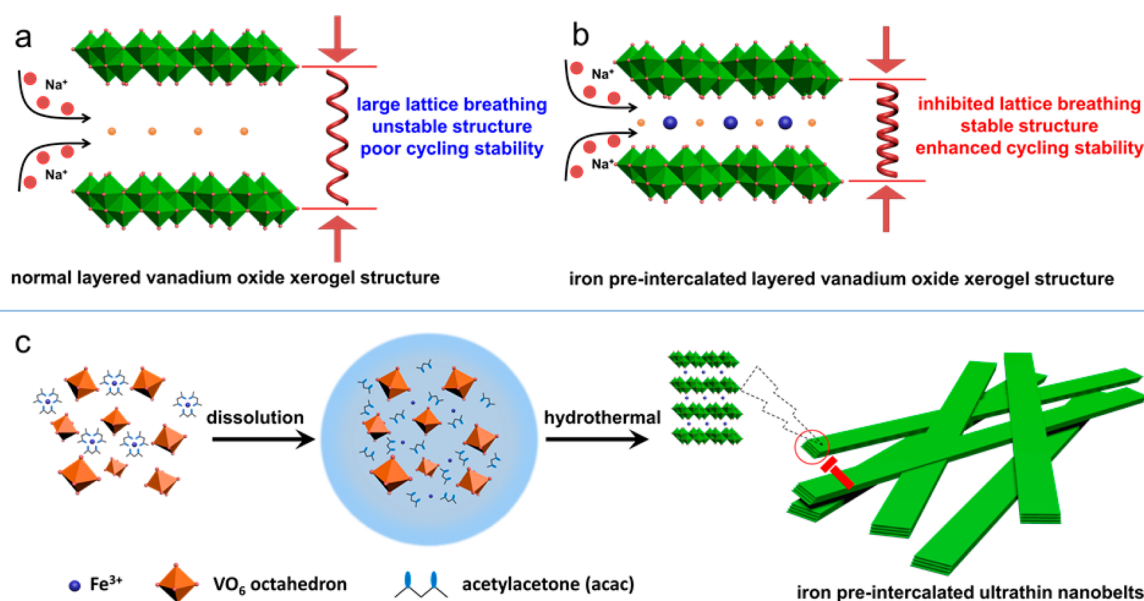 a
Na⁺
Na⁺
large lattice breathing
unstable structure
poor cycling stability
normal layered vanadium oxide xerogel structure
b
Na⁺
Na⁺
inhibited lattice breathing
stable structure
enhanced cycling stability
iron pre-intercalated layered vanadium oxide xerogel structure
c
dissolution
hydrothermal
Fe³⁺
VO₆ octahedron
acetylacetone (acac)
iron pre-intercalated ultrathin nanobelts